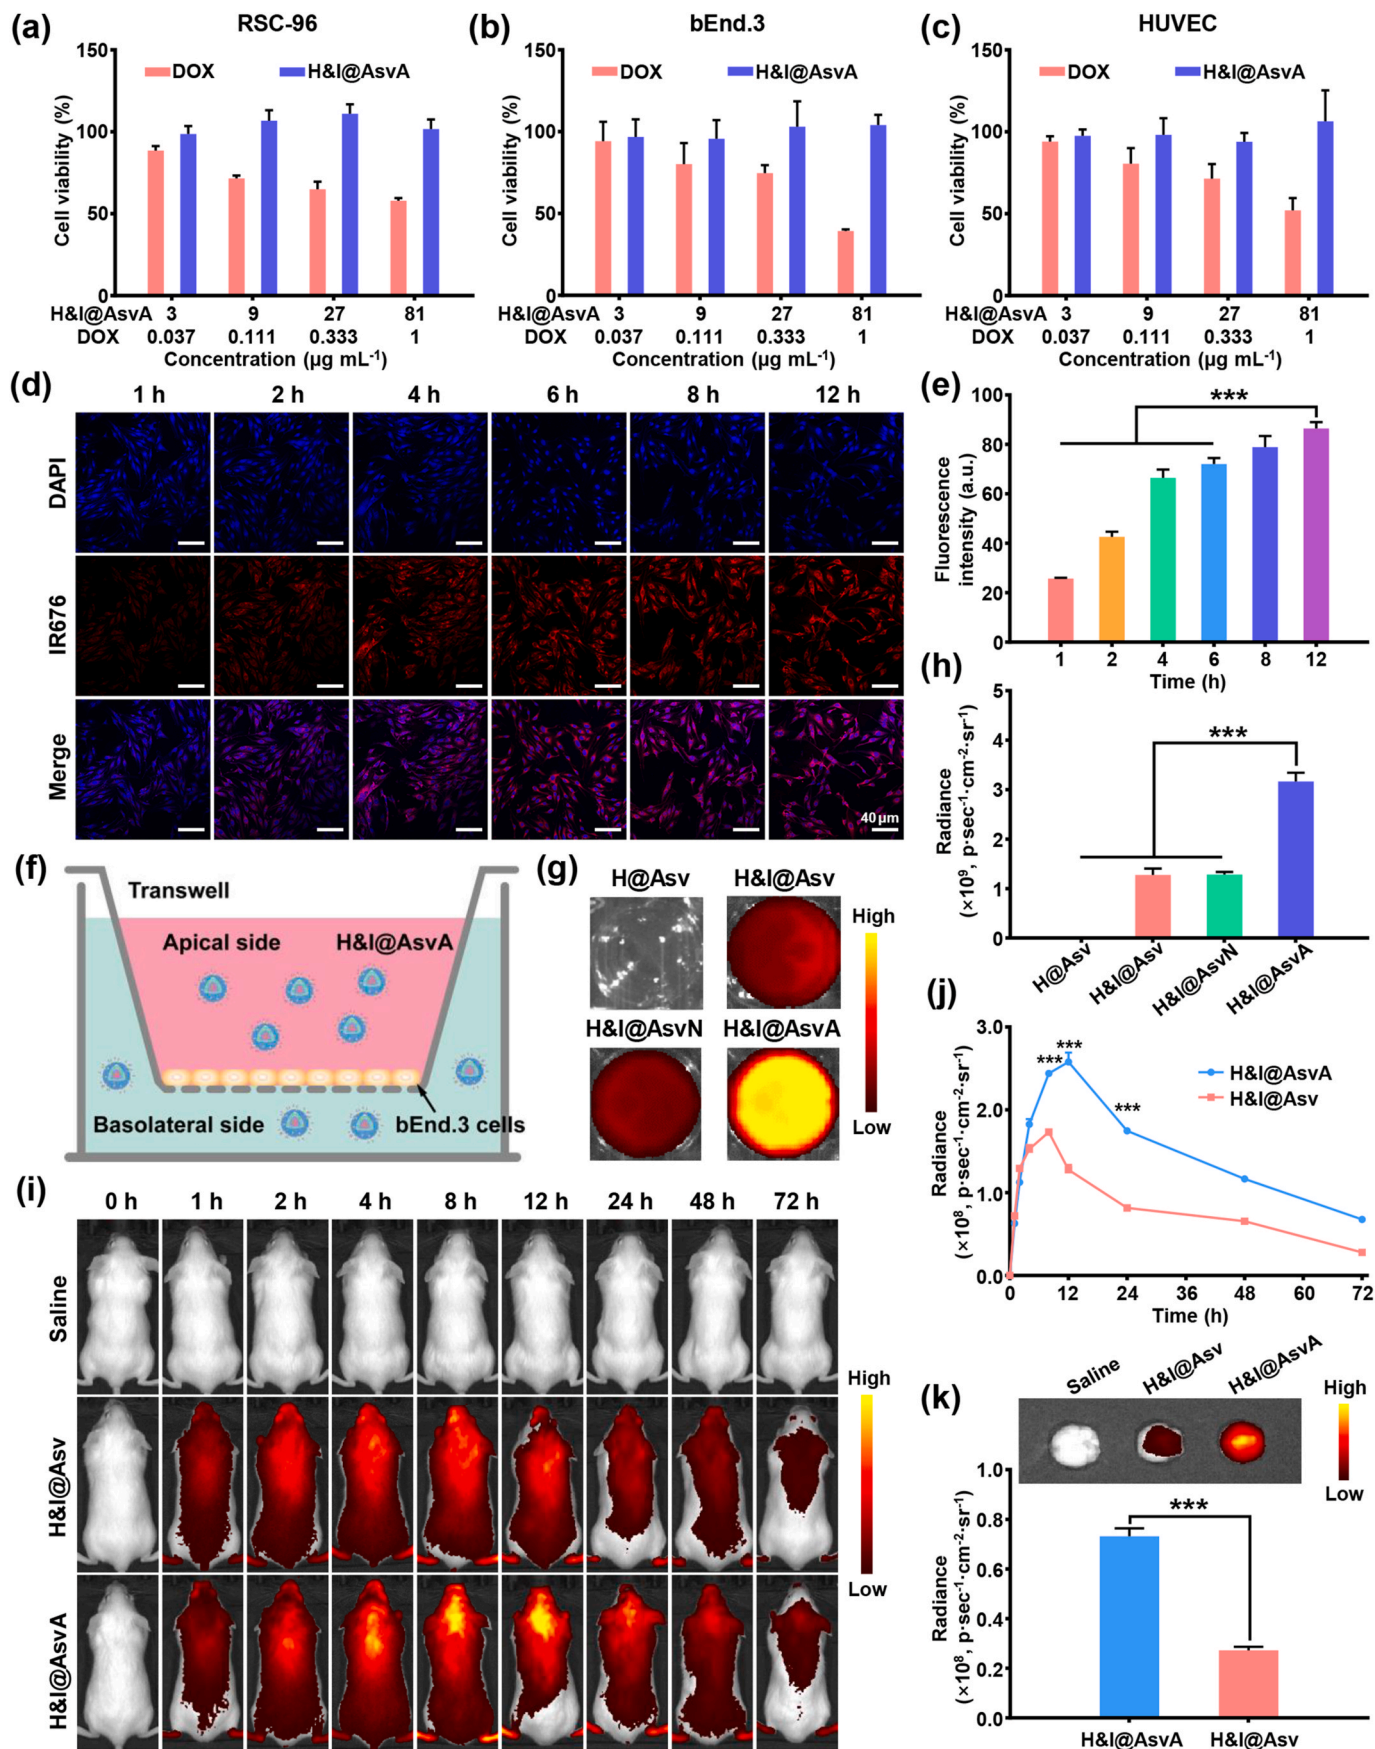 (a)
RSC-96
150
100
50
0
Cell viability (%)
DOX
H&I@AsvA
H&I@AsvA 3 9 27 81
DOX 0.037 0.111 0.333 1
Concentration (µg mL⁻¹)
(b)
bEnd.3
150
100
50
0
Cell viability (%)
DOX
H&I@AsvA
3 9 27 81
0.037 0.111 0.333 1
Concentration (µg mL⁻¹)
(c)
HUVEC
150
100
50
0
Cell viability (%)
DOX
H&I@AsvA
H&I@AsvA 3 9 27 81
DOX 0.037 0.111 0.333 1
Concentration (µg mL⁻¹)
(d)
1 h 2 h 4 h 6 h 8 h 12 h
DAPI
IR676
Merge
40 µm
(e)
100
80
60
40
20
0
Fluorescence
intensity (a.u.)
***
1 2 4 6 8 12
Time (h)
(f)
Transwell
Apical side
H&I@AsvA
Basolateral side
bEnd.3 cells
(g)
H@Asv
H&I@Asv
H&I@AsvN
H&I@AsvA
High
Low
(h)
5
4
3
2
1
0
Radiance
(×10⁹, p·sec⁻¹·cm⁻²·sr⁻¹)
***
H@Asv
H&I@Asv
H&I@AsvN
H&I@AsvA
(i)
0 h 1 h 2 h 4 h 8 h 12 h 24 h 48 h 72 h
Saline
H&I@Asv
H&I@AsvA
High
Low
(j)
3.0
2.0
1.0
0.0
Radiance
(×10⁸, p·sec⁻¹·cm⁻²·sr⁻¹)
***
***
***
H&I@AsvA
H&I@Asv
0 12 24 36 48 60 72
Time (h)
(k)
Saline
H&I@Asv
H&I@AsvA
High
Low
1.0
0.8
0.6
0.4
0.2
0.0
Radiance
(×10⁸, p·sec⁻¹·cm⁻²·sr⁻¹)
***
H&I@AsvA H&I@Asv